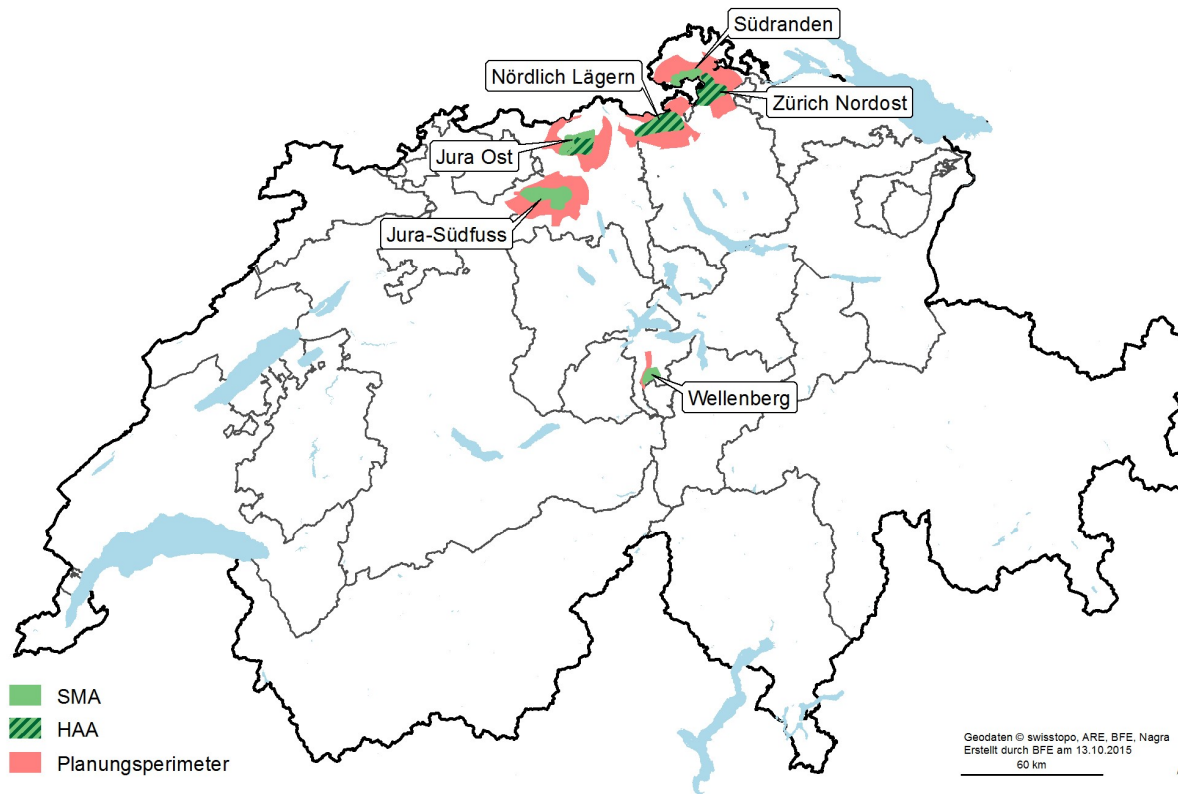 Südranden
Nördlich Lägern
Zürich Nordost
Jura Ost
Jura-Südfuss
Wellenberg
SMA
HAA
Planungsperimeter
Geodaten © swisstopo, ARE, BFE, Nagra
Erstellt durch BFE am 13.10.2015
60 km